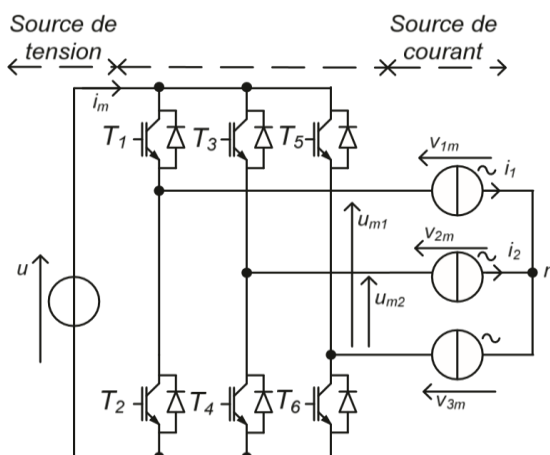 Source de tension
Source de courant
i_m
T_1
T_3
T_5
v_1m
i_1
u_m1
v_2m
i_2
n
u
u_m2
T_2
T_4
T_6
v_3m